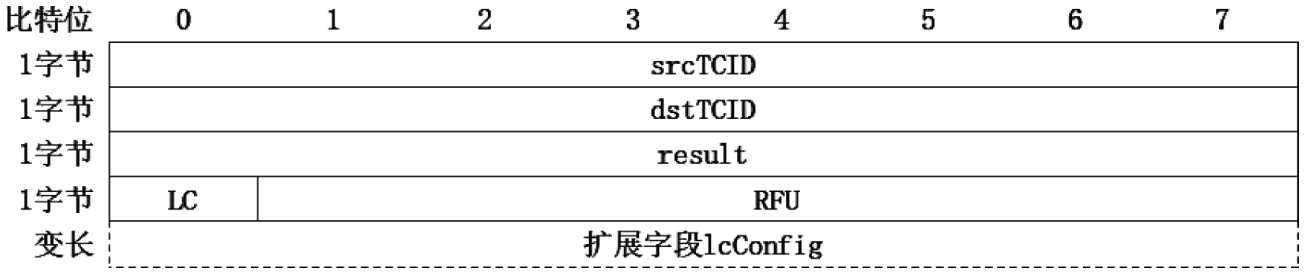 比特位 0 1 2 3 4 5 6 7
1字节 srcTCID
1字节 dstTCID
1字节 result
1字节 LC RFU
变长 扩展字段lcConfig